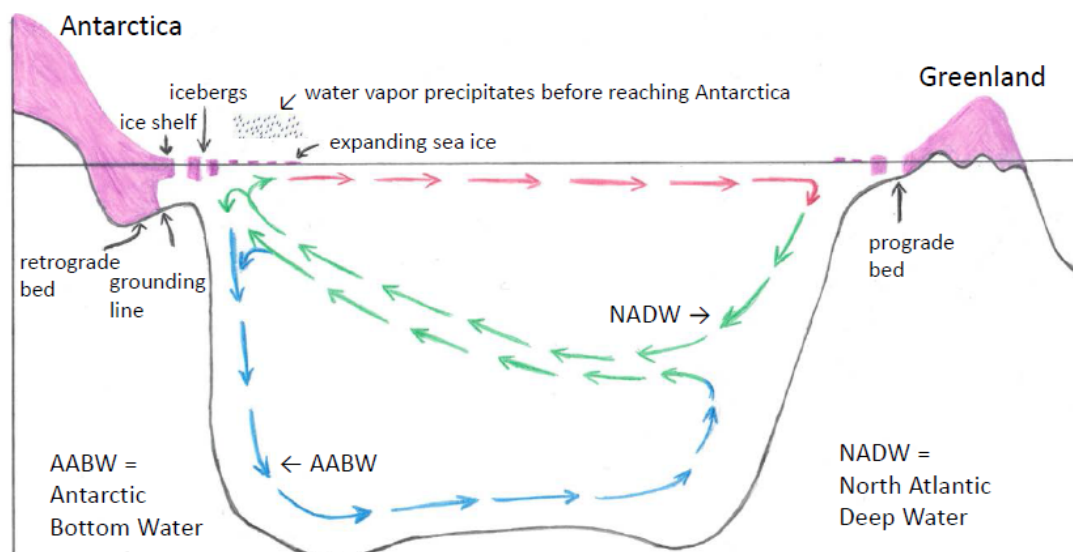 Antarctica
Greenland
icebergs
ice shelf
↙ water vapor precipitates before reaching Antarctica
← expanding sea ice
retrograde
bed
grounding
line
prograde
bed
NADW →
← AABW
AABW =
Antarctic
Bottom Water
NADW =
North Atlantic
Deep Water